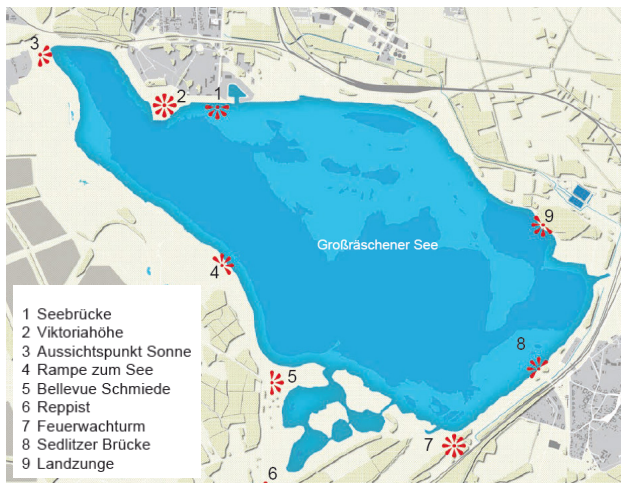 3
2
1
9
Großräschener See
4
8
5
7
6
1 Seebrücke
2 Viktoriahöhe
3 Aussichtspunkt Sonne
4 Rampe zum See
5 Bellevue Schmiede
6 Reppist
7 Feuerwachturm
8 Sedlitzer Brücke
9 Landzunge